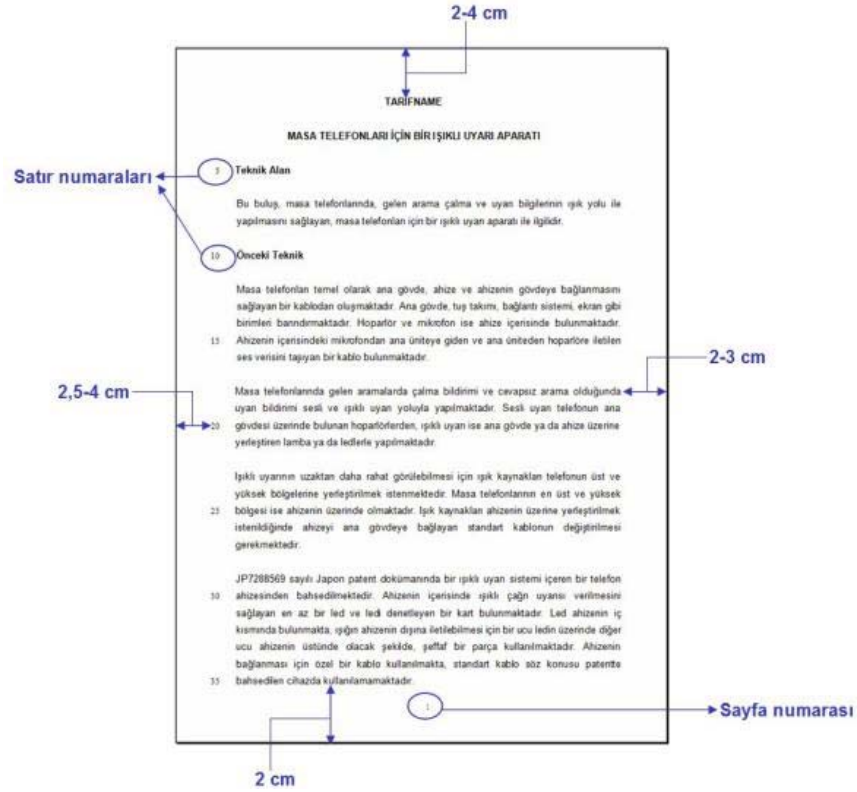 2-4 cm
TARİFNAME
MASA TELEFONLARI İÇİN BİR IŞIKLI UYARI APARATI
Satır numaraları
5 Teknik Alan
Bu buluş, masa telefonlarında, gelen arama çalma ve uyarı bilgilerinin ışık yolu ile
yapılmasını sağlayan, masa telefonları için bir ışıklı uyarı aparatı ile ilgilidir.
10 Önceki Teknik
Masa telefonları temel olarak ana gövde, ahize ve ahizenin gövdeye bağlanmasını
sağlayan bir kablodan oluşmaktadır. Ana gövde, tuş takımı, bağlantı sistemi, ekran gibi
birimleri barındırmaktadır. Hoparlör ve mikrofon ise ahize içerisinde bulunmaktadır.
15 Ahizenin içerisindeki mikrofondan ana üniteye giden ve ana üniteden hoparlöre iletilen
ses verisini taşıyan bir kablo bulunmaktadır.
2-3 cm
2,5-4 cm
Masa telefonlarında gelen aramalarda çalma bildirimi ve cevapsız arama olduğunda
uyarı bildirimi sesli ve ışıklı uyarı yoluyla yapılmaktadır. Sesli uyarı telefonun ana
20 gövdesi üzerinde bulunan hoparlörlerden, ışıklı uyarı ise ana gövde ya da ahize üzerine
yerleştiren lamba ya da ledlerle yapılmaktadır.
Işıklı uyarının uzaktan daha rahat görülebilmesi için ışık kaynakları telefonun üst ve
yüksek bölgelerine yerleştirilmek istenmektedir. Masa telefonlarının en üst ve yüksek
25 bölgesi ise ahizenin üzerinde olmaktadır. Işık kaynakları ahizenin üzerine yerleştirilmek
istenildiğinde ahizeyi ana gövdeye bağlayan standart kablonun değiştirilmesi
gerekmektedir.
JP7288569 sayılı Japon patent dokümanında bir ışıklı uyarı sistemi içeren bir telefon
30 ahizesinden bahsedilmektedir. Ahizenin içerisinde ışıklı çağrı uyarısı verilmesini
sağlayan en az bir led ve ledi denetleyen bir kart bulunmaktadır. Led ahizenin iç
kısmında bulunmakta, ışığın ahizenin dışına iletilebilmesi için bir ucu ledin üzerinde diğer
ucu ahizenin üstünde olacak şekilde, şeffaf bir parça kullanılmaktadır. Ahizenin
bağlanması için özel bir kablo kullanılmakta, standart kablo söz konusu patentte
35 bahsedilen cihazda kullanılamamaktadır.
1
Sayfa numarası
2 cm